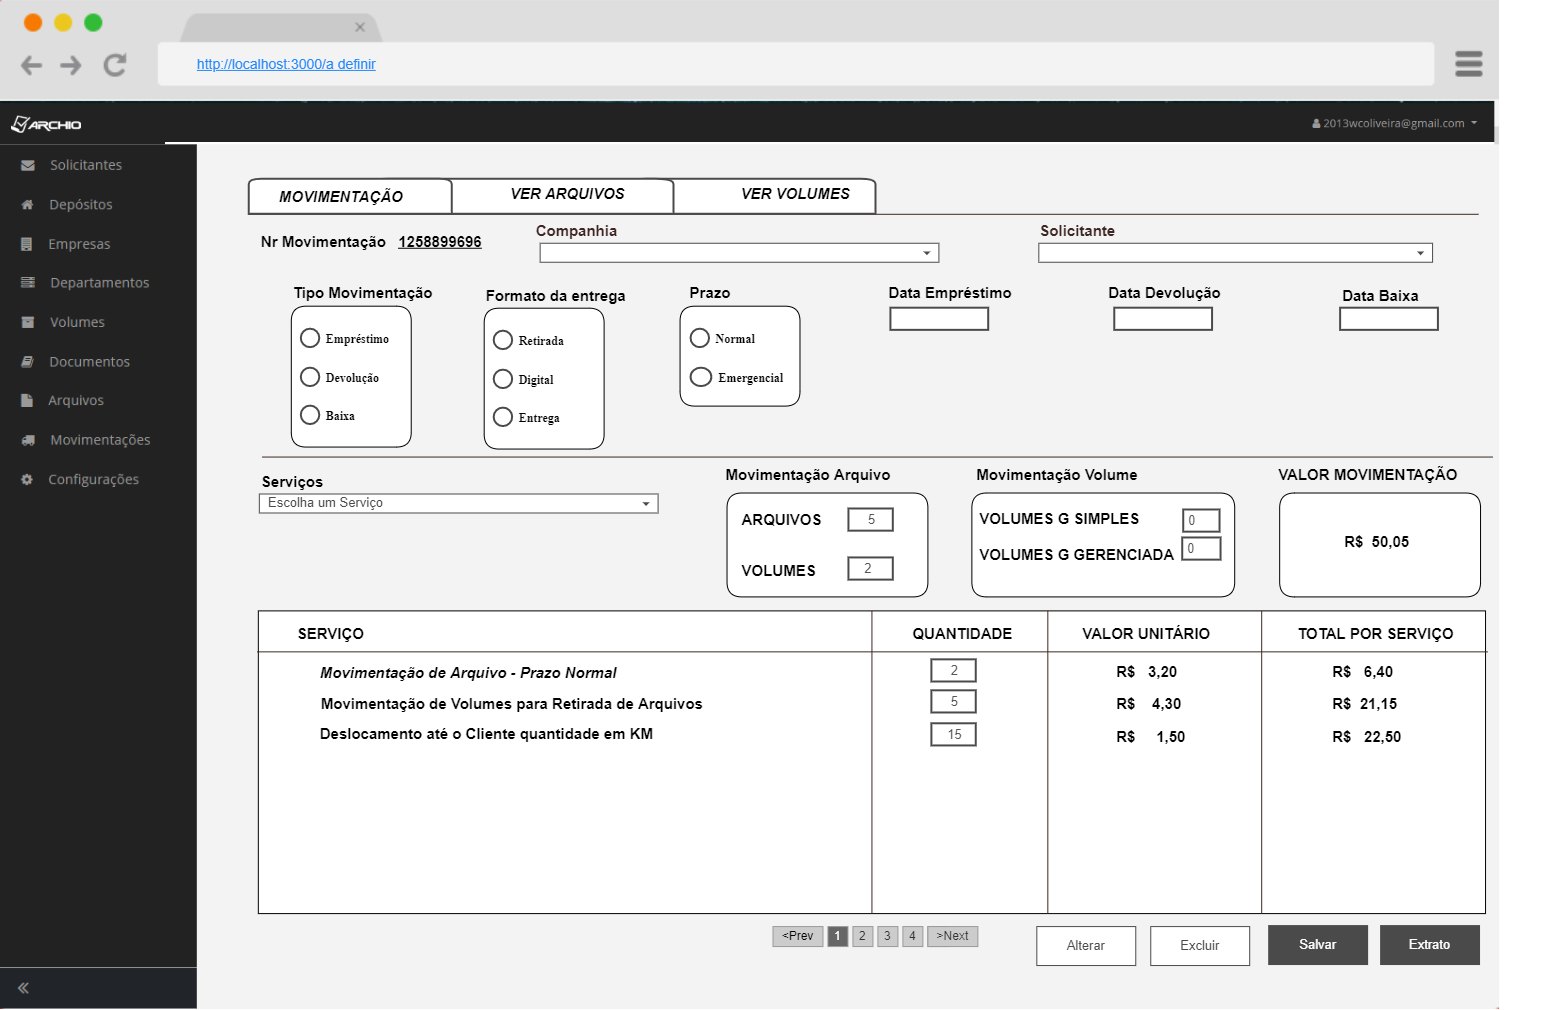 http://localhost:3000/a definir
ARCHIO
2013wcoliveira@gmail.com
Solicitantes
Depósitos
Empresas
Departamentos
Volumes
Documentos
Arquivos
Movimentações
Configurações
MOVIMENTAÇÃO VER ARQUIVOS VER VOLUMES
Nr Movimentação 1258899696 Companhia Solicitante
Tipo Movimentação Formato da entrega Prazo Data Empréstimo Data Devolução Data Baixa
Empréstimo Retirada Normal
Devolução Digital Emergencial
Baixa Entrega
Serviços Movimentação Arquivo Movimentação Volume VALOR MOVIMENTAÇÃO
Escolha um Serviço
ARQUIVOS 5 VOLUMES G SIMPLES 0
R$ 50,05
VOLUMES 2 VOLUMES G GERENCIADA 0
SERVIÇO QUANTIDADE VALOR UNITÁRIO TOTAL POR SERVIÇO
Movimentação de Arquivo - Prazo Normal 2 R$ 3,20 R$ 6,40
Movimentação de Volumes para Retirada de Arquivos 5 R$ 4,30 R$ 21,15
Deslocamento até o Cliente quantidade em KM 15 R$ 1,50 R$ 22,50
<Prev 1 2 3 4 >Next
Alterar Excluir Salvar Extrato